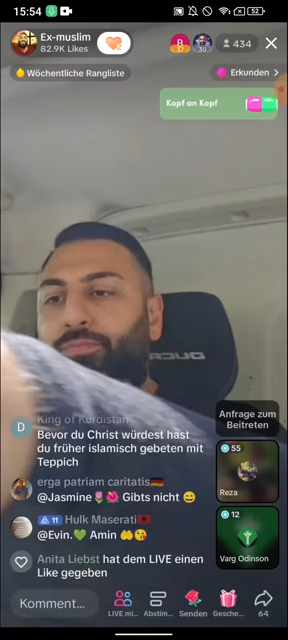 15:54
52
Ex-muslim
82.9K Likes
434
Wöchentliche Rangliste
Erkunden >
Kopf an Kopf
King of Kurdistan
Bevor du Christ würdest hast
du früher islamisch gebeten mit
Teppich
erga patriam caritatis🇩🇪
@Jasmine🌷🌺 Gibts nicht 😄
11 Hulk Maserati🇦🇱
@Evin.💚 Amin 🤲😘
Anita Liebst hat dem LIVE einen
Like gegeben
Anfrage zum
Beitreten
55
Reza
12
Varg Odinson
Komment...
LIVE mi...
Abstim...
Senden
Gesche...
64